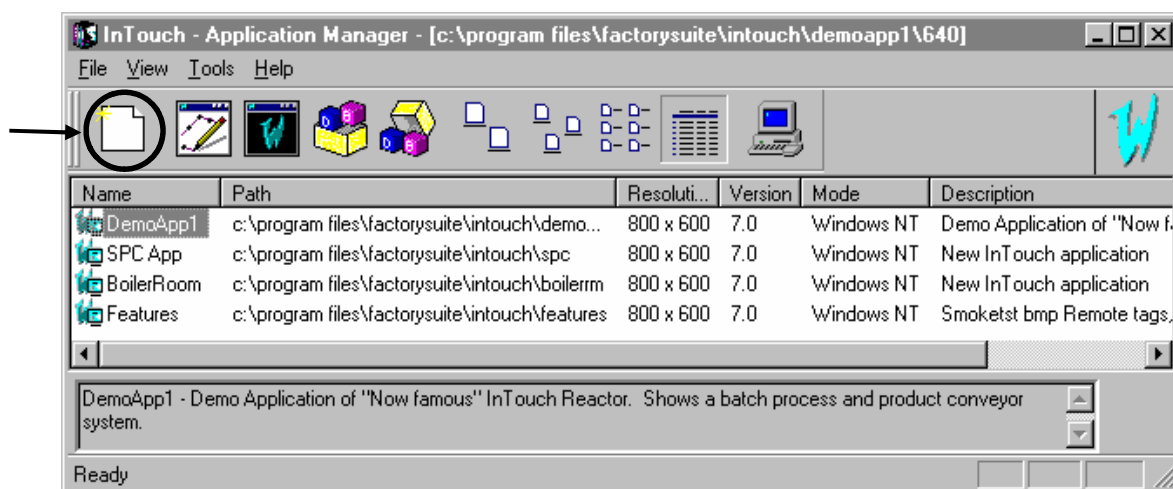 InTouch - Application Manager - [c:\program files\factorysuite\intouch\demoapp1\640]
File View Tools Help
Name Path Resoluti... Version Mode Description
DemoApp1 c:\program files\factorysuite\intouch\demo... 800 x 600 7.0 Windows NT Demo Application of "Now f
SPC App c:\program files\factorysuite\intouch\spc 800 x 600 7.0 Windows NT New InTouch application
BoilerRoom c:\program files\factorysuite\intouch\boilerrm 800 x 600 7.0 Windows NT New InTouch application
Features c:\program files\factorysuite\intouch\features 800 x 600 7.0 Windows NT Smoketst bmp Remote tags,
DemoApp1 - Demo Application of "Now famous" InTouch Reactor. Shows a batch process and product conveyor
system.
Ready